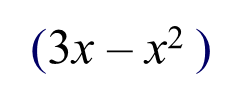 (3x – x²)